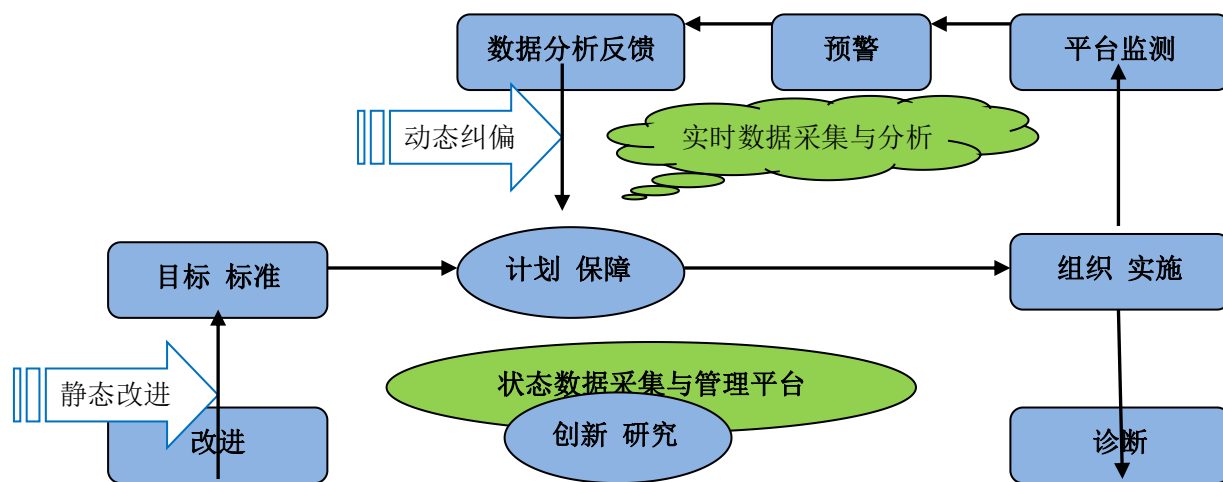 数据分析反馈
预警
平台监测
动态纠偏
实时数据采集与分析
目标 标准
计划 保障
组织 实施
静态改进
状态数据采集与管理平台
改进
创新 研究
诊断